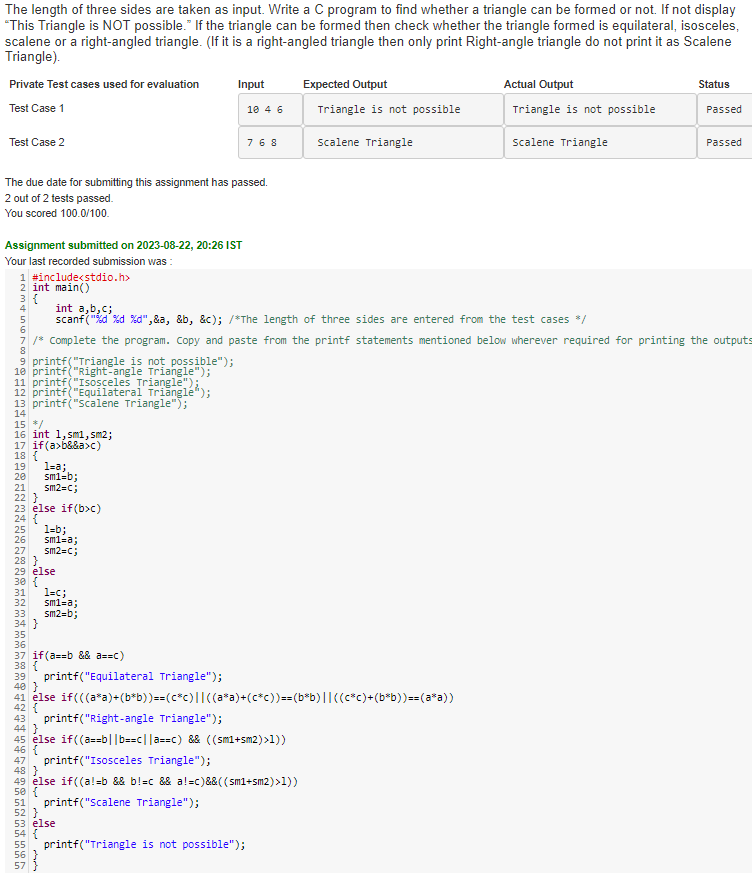 The length of three sides are taken as input. Write a C program to find whether a triangle can be formed or not. If not display
“This Triangle is NOT possible.” If the triangle can be formed then check whether the triangle formed is equilateral, isosceles,
scalene or a right-angled triangle. (If it is a right-angled triangle then only print Right-angle triangle do not print it as Scalene
Triangle).
Private Test cases used for evaluation Input Expected Output Actual Output Status
Test Case 1 10 4 6 Triangle is not possible Triangle is not possible Passed
Test Case 2 7 6 8 Scalene Triangle Scalene Triangle Passed
The due date for submitting this assignment has passed.
2 out of 2 tests passed.
You scored 100.0/100.
Assignment submitted on 2023-08-22, 20:26 IST
Your last recorded submission was :
1 #include<stdio.h>
2 int main()
3 {
4 int a,b,c;
5 scanf("%d %d %d",&a, &b, &c); /*The length of three sides are entered from the test cases */
6
7 /* Complete the program. Copy and paste from the printf statements mentioned below wherever required for printing the outputs
8
9 printf("Triangle is not possible");
10 printf("Right-angle Triangle");
11 printf("Isosceles Triangle");
12 printf("Equilateral Triangle");
13 printf("Scalene Triangle");
14
15 */
16 int l,sm1,sm2;
17 if(a>b&&a>c)
18 {
19 l=a;
20 sm1=b;
21 sm2=c;
22 }
23 else if(b>c)
24 {
25 l=b;
26 sm1=a;
27 sm2=c;
28 }
29 else
30 {
31 l=c;
32 sm1=a;
33 sm2=b;
34 }
35
36
37 if(a==b && a==c)
38 {
39 printf("Equilateral Triangle");
40 }
41 else if(((a*a)+(b*b))==(c*c)||((a*a)+(c*c))==(b*b)||((c*c)+(b*b))==(a*a))
42 {
43 printf("Right-angle Triangle");
44 }
45 else if((a==b||b==c||a==c) && ((sm1+sm2)>l))
46 {
47 printf("Isosceles Triangle");
48 }
49 else if((a!=b && b!=c && a!=c)&&((sm1+sm2)>l))
50 {
51 printf("Scalene Triangle");
52 }
53 else
54 {
55 printf("Triangle is not possible");
56 }
57 }